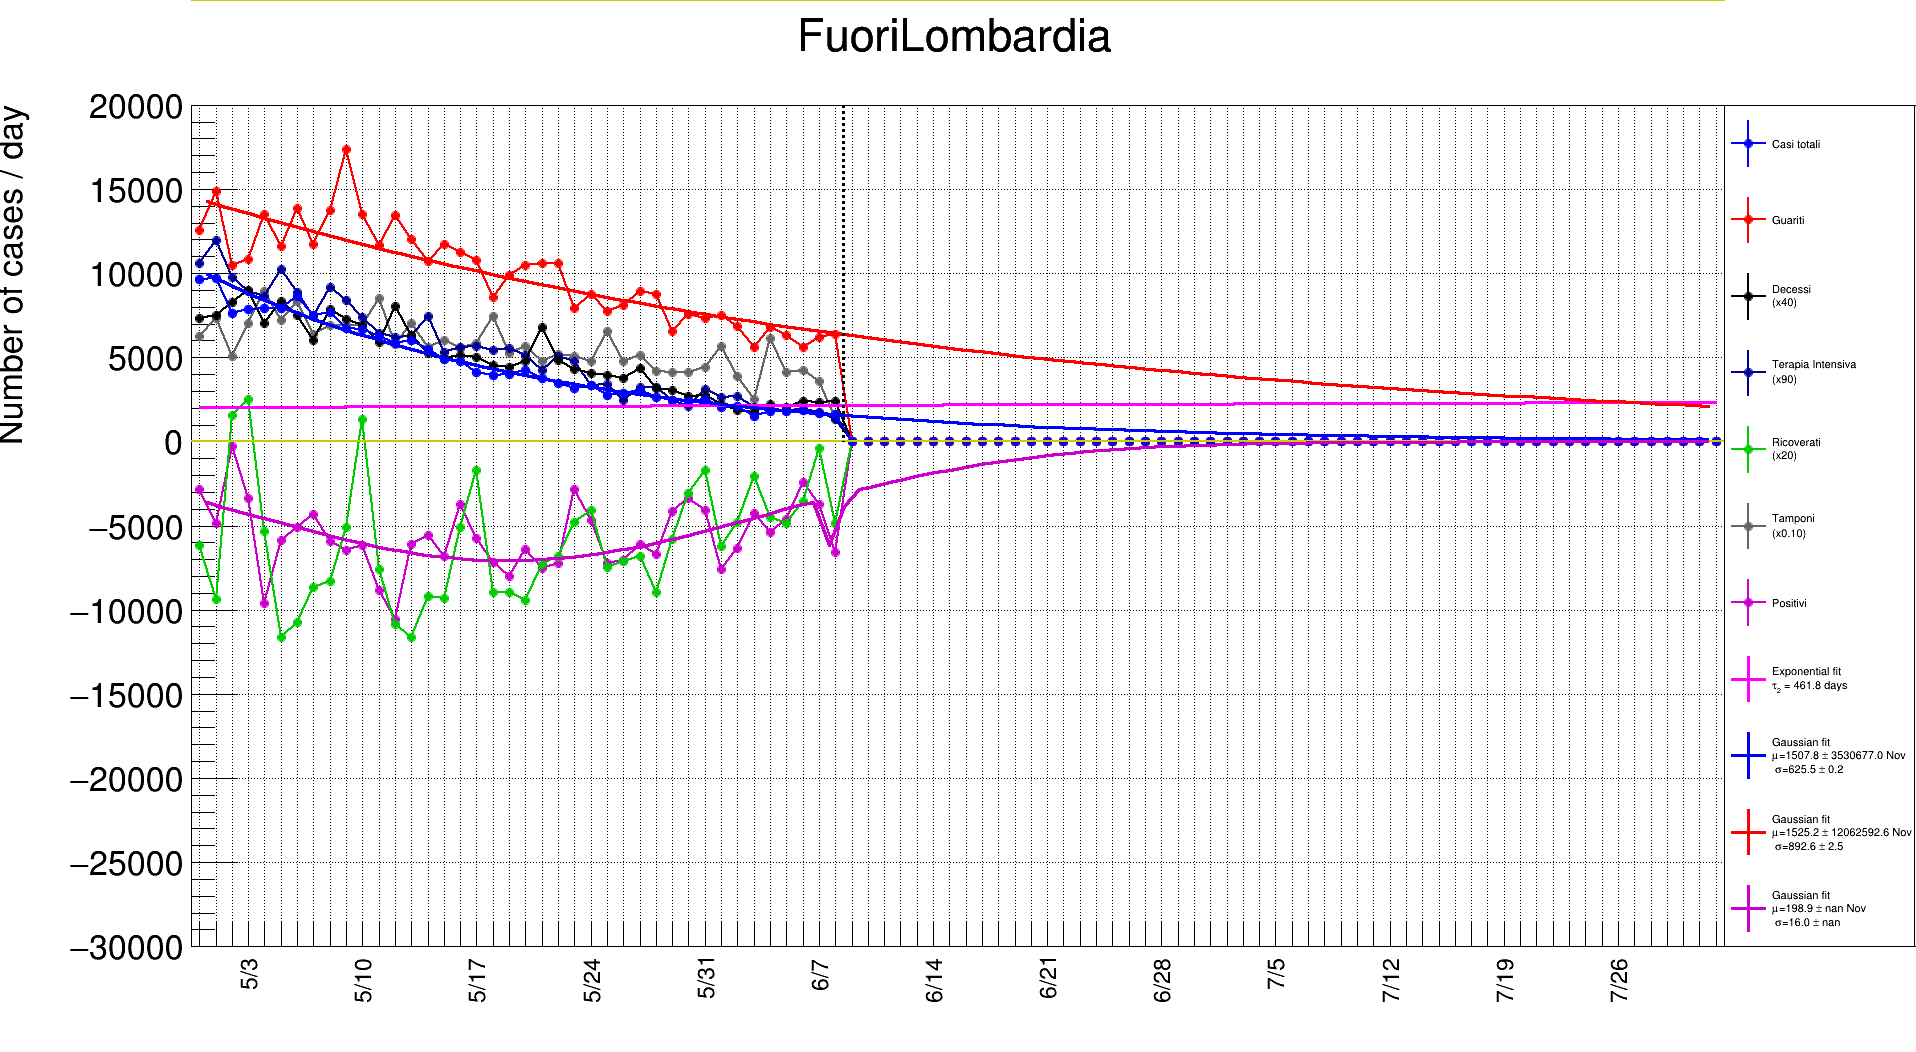 FuoriLombardia
Number of cases / day
20000
15000
10000
5000
0
−5000
−10000
−15000
−20000
−25000
−30000
5/3
5/10
5/17
5/24
5/31
6/7
6/14
6/21
6/28
7/5
7/12
7/19
7/26
Casi totali
Guariti
Decessi
(x40)
Terapia Intensiva
(x90)
Ricoverati
(x20)
Tamponi
(x0.10)
Positivi
Exponential fit
τ2 = 461.8 days
Gaussian fit
μ=1507.8 ± 3530677.0 Nov
σ=625.5 ± 0.2
Gaussian fit
μ=1525.2 ± 12062592.6 Nov
σ=892.6 ± 2.5
Gaussian fit
μ=198.9 ± nan Nov
σ=16.0 ± nan